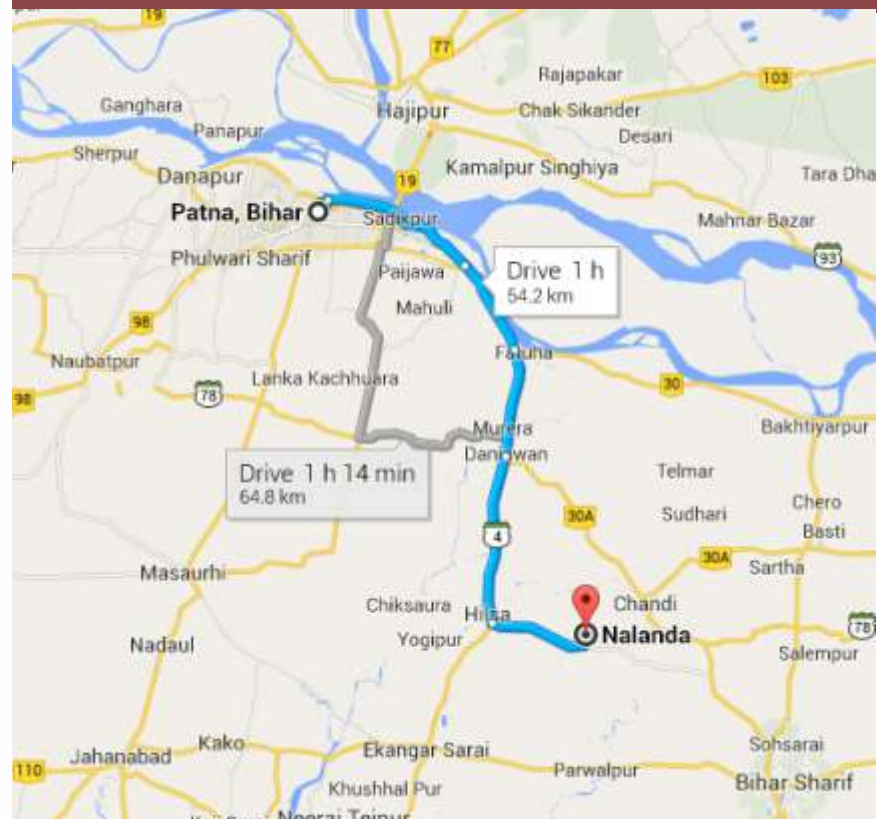 19
19
77
Rajapakar
103
Ganghara
Hajipur
Chak Sikander
Panapur
Desari
Sherpur
Danapur
19
Kamalpur Singhiya
Tara Dha
Patna, Bihar
Sadikpur
Mahnar Bazar
Phulwari Sharif
Paijawa
Drive 1 h
54.2 km
93
Mahuli
98
Naubatpur
Fatuha
Lanka Kachhuara
30
78
98
Murera
Bakhtiyarpur
Daniyawan
Drive 1 h 14 min
64.8 km
Telmar
Chero
30A
Sudhari
4
Basti
30A
Masaurhi
Sartha
Chiksaura
Hilsa
Chandi
Nadaul
Yogipur
Nalanda
78
Salempur
Kako
Ekangar Sarai
Sohsarai
Jahanabad
110
Parwalpur
Bihar Sharif
Khushhal Pur